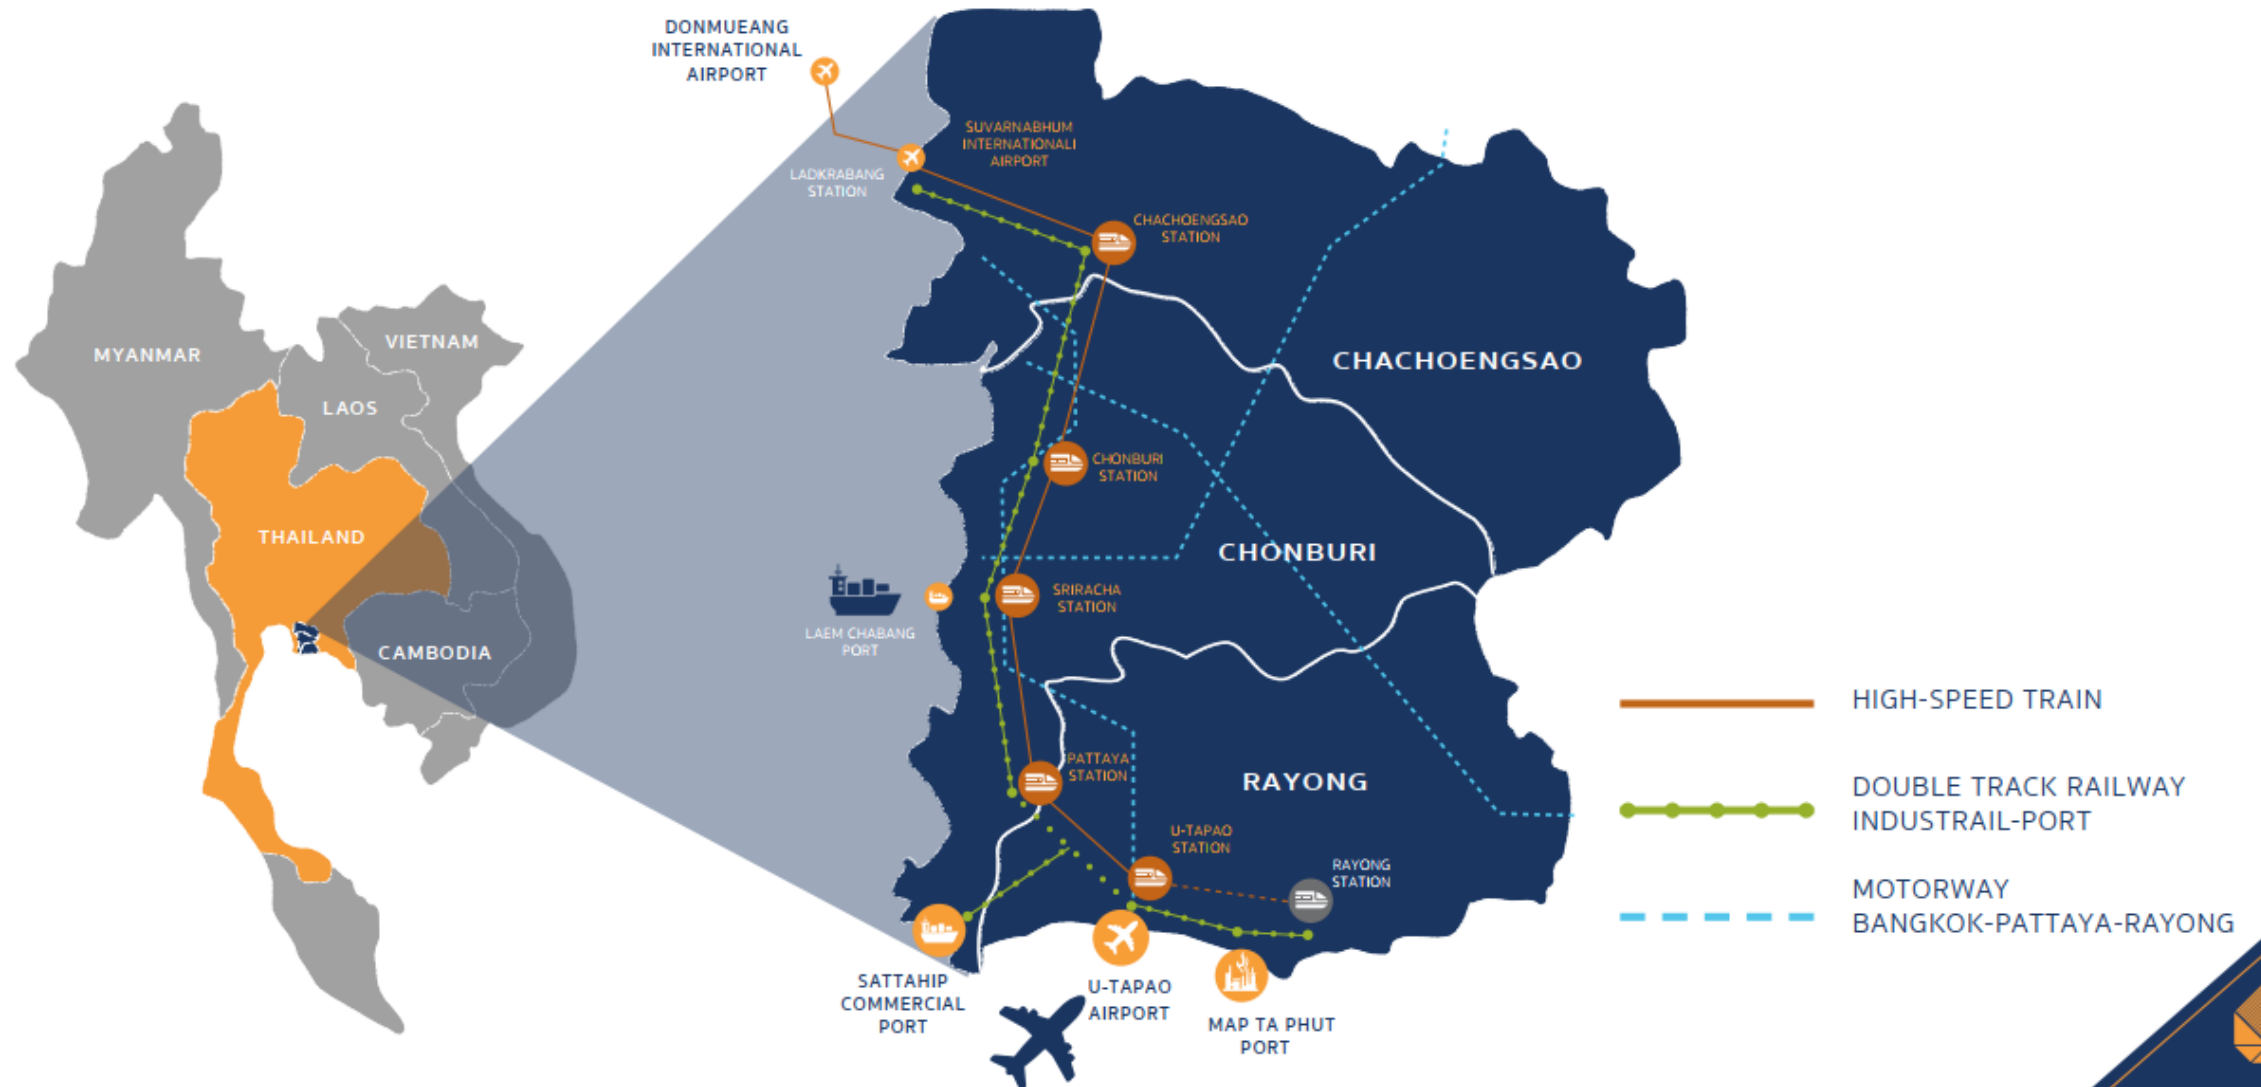 DONMUEANG
INTERNATIONAL
AIRPORT
SUVARNABHUM
INTERNATIONALI
AIRPORT
LADKRABANG
STATION
CHACHOENGSAO
STATION
MYANMAR
VIETNAM
LAOS
THAILAND
CAMBODIA
CHACHOENGSAO
CHONBURI
STATION
CHONBURI
SRIRACHA
STATION
LAEM CHABANG
PORT
PATTAYA
STATION
RAYONG
U-TAPAO
STATION
RAYONG
STATION
SATTAHIP
COMMERCIAL
PORT
U-TAPAO
AIRPORT
MAP TA PHUT
PORT
HIGH-SPEED TRAIN
DOUBLE TRACK RAILWAY
INDUSTRAIL-PORT
MOTORWAY
BANGKOK-PATTAYA-RAYONG